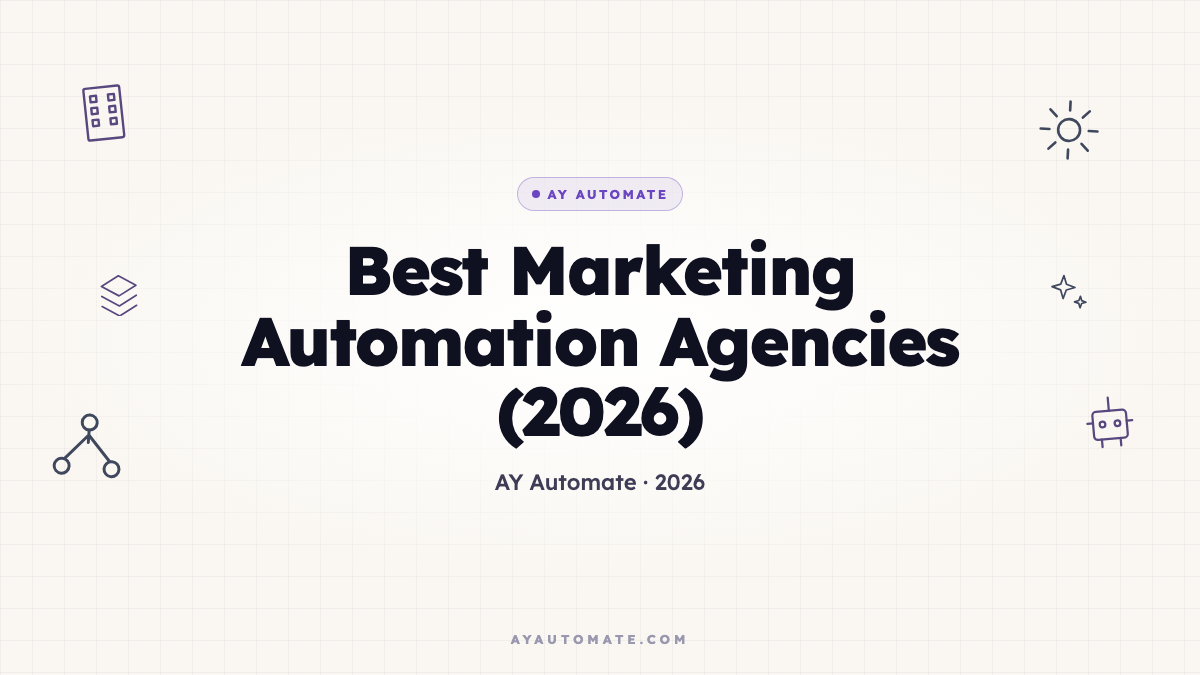 AY AUTOMATE
Best Marketing
Automation Agencies
(2026)
AY Automate · 2026
AYAUTOMATE.COM